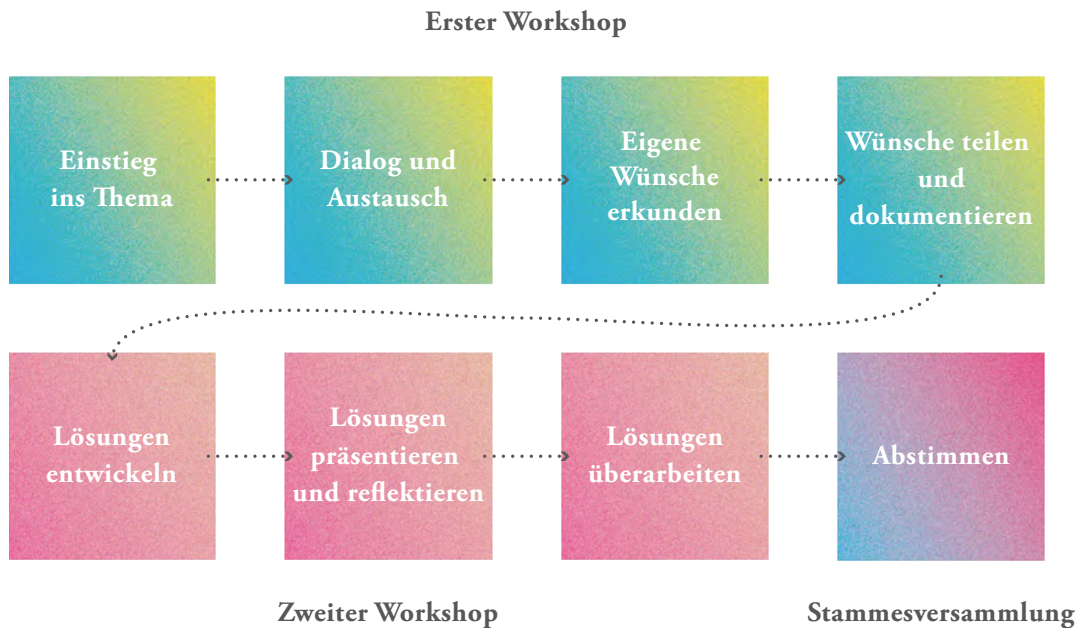 Erster Workshop
Einstieg
ins Thema
Dialog und
Austausch
Eigene
Wünsche
erkunden
Wünsche teilen
und
dokumentieren
Lösungen
entwickeln
Lösungen
präsentieren
und reflektieren
Lösungen
überarbeiten
Abstimmen
Zweiter Workshop
Stammesversammlung